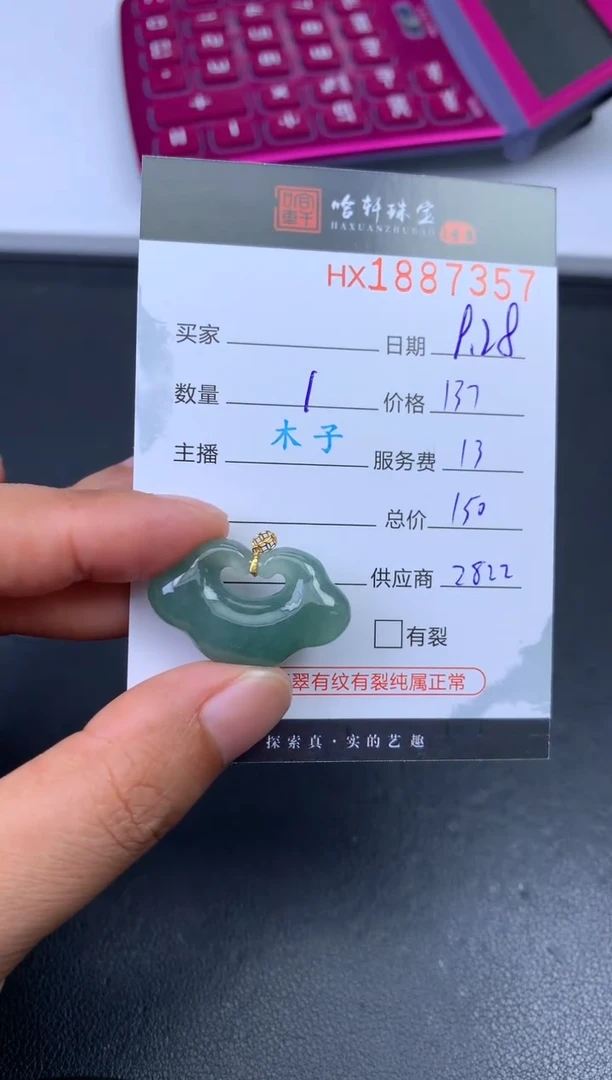 哈轩珠宝
HAXUANZHUBAO
HX1887357
买家 日期 9.28
数量 1 价格 137
主播 木子 服务费 13
总价 150
供应商 2822
有裂
翠有纹有裂纯属正常
探索真·实的艺趣